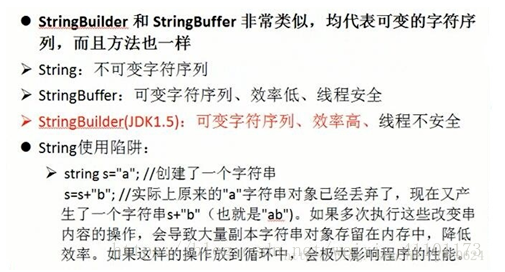 ● StringBuilder 和 StringBuffer 非常类似，均代表可变的字符序
列，而且方法也一样
➢ String：不可变字符序列
➢ StringBuffer：可变字符序列、效率低、线程安全
➢ StringBuilder(JDK1.5)：可变字符序列、效率高、线程不安全
● String使用陷阱：
➢ string s="a"; //创建了一个字符串
s=s+"b"; //实际上原来的"a"字符串对象已经丢弃了，现在又产
生了一个字符串s+"b"（也就是"ab")。如果多次执行这些改变串
内容的操作，会导致大量副本字符串对象存留在内存中，降低
效率。如果这样的操作放到循环中，会极大影响程序的性能。